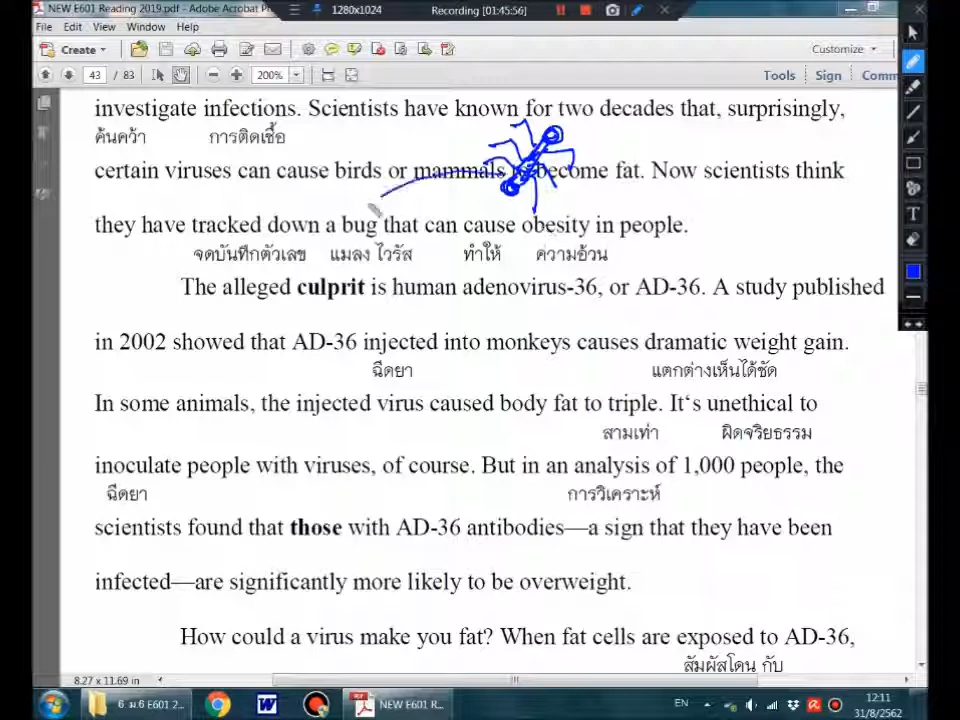 NEW E601 Reading 2019.pdf - Adobe Acrobat P
1280x1024
Recording [01:45:56]
File Edit View Window Help
Create
Customize
43 / 83
200%
Tools Sign Comm
investigate infections. Scientists have known for two decades that, surprisingly,
ค้นคว้า การติดเชื้อ
certain viruses can cause birds or mammals become fat. Now scientists think
they have tracked down a bug that can cause obesity in people.
จดบันทึกตัวเลข แมลง ไวรัส ทำให้ ความอ้วน
The alleged culprit is human adenovirus-36, or AD-36. A study published
in 2002 showed that AD-36 injected into monkeys causes dramatic weight gain.
ฉีดยา แตกต่างเห็นได้ชัด
In some animals, the injected virus caused body fat to triple. It‘s unethical to
สามเท่า ผิดจริยธรรม
inoculate people with viruses, of course. But in an analysis of 1,000 people, the
ฉีดยา การวิเคราะห์
scientists found that those with AD-36 antibodies—a sign that they have been
infected—are significantly more likely to be overweight.
How could a virus make you fat? When fat cells are exposed to AD-36,
สัมผัสโดน กับ
8.27 x 11.69 in
6 ม.6 E601 2...
NEW E601 R...
EN
12:11
31/8/2562